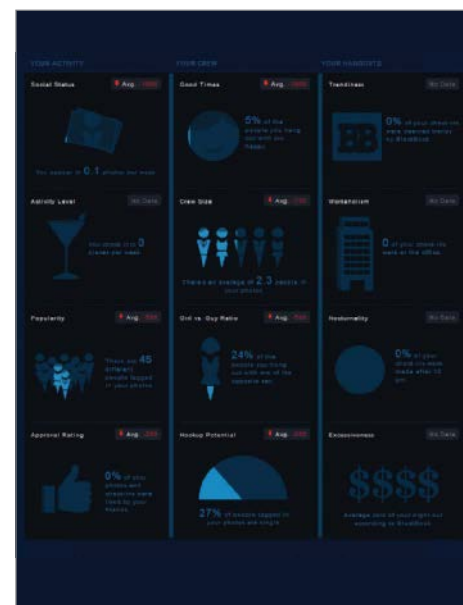 YOUR ACTIVITY
Social Status
Avg.
You appear in 0.1 photos per week
Activity Level
No Data
You check in to 0
places per week
Popularity
Avg.
There are 45
different
people tagged
in your photos.
Approval Rating
Avg.
0% of your
photos and
liked by your
friends.
YOUR CREW
Good Times
Avg.
5% of the
people you hang
out with are
happy.
Crew Size
Avg.
There's an average of 2.3 people in
your photos
Girl vs. Guy Ratio
Avg.
24% of the
people you hang
out with are of the
opposite sex.
Hookup Potential
Avg.
27% of people tagged in
your photos are single
YOUR HANGOUTS
Trendiness
No Data
0% of your check-ins
were deemed trendy
by
Workaholism
No Data
0 of your check-ins
were at the office.
Nocturnality
No Data
0% of your
check-ins were
made after 10
pm.
Excessiveness
No Data
$$$$
Average cost of your night out
according to